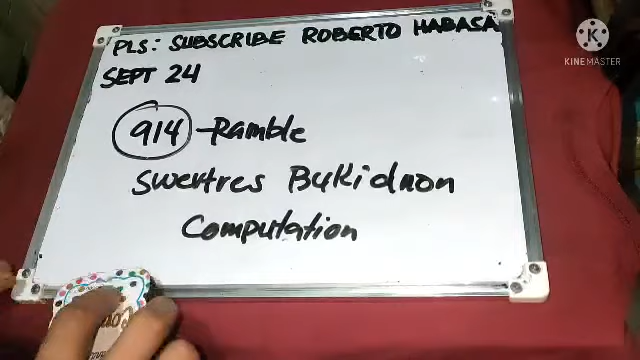 PLS: SUBSCRIBE ROBERTO HABASA
SEPT 24
914 - Ramble
Swertres Bukidnon
Computation
K
KINEMASTER